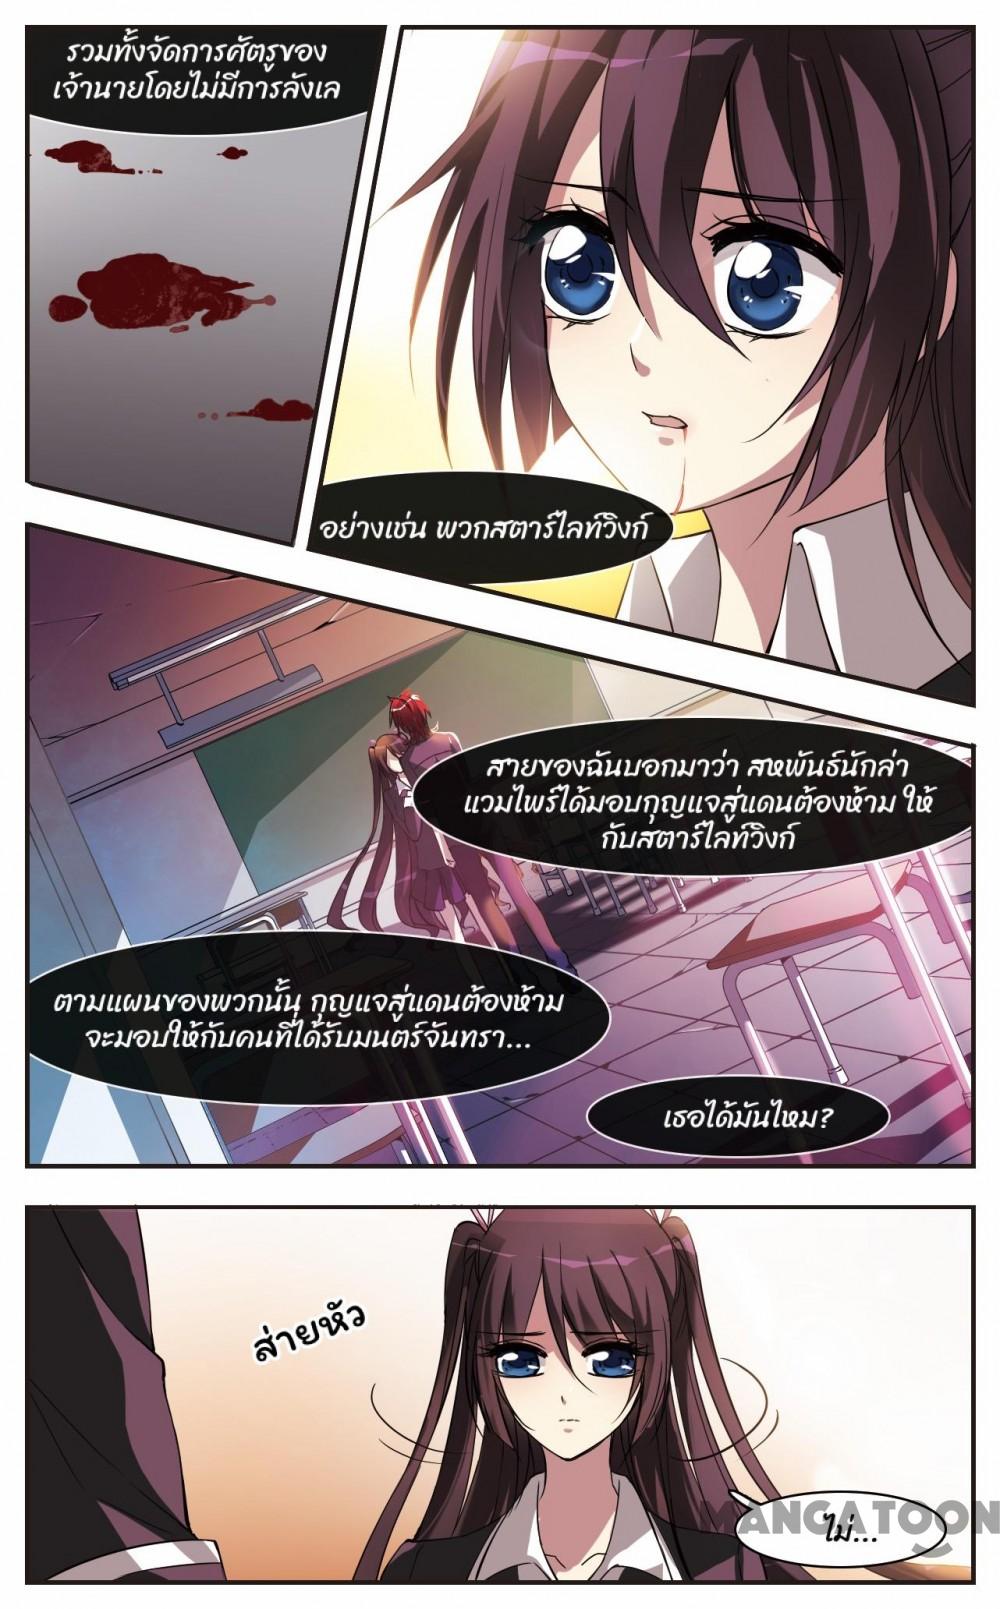 รวมทั้งจัดการศัตรูของ
เจ้านายโดยไม่มีการลังเล
อย่างเช่น พวกสตาร์ไลท์วิงก์
สายของฉันบอกมาว่า สหพันธ์นักล่า
แวมไพร์ได้มอบกุญแจสู่แดนต้องห้าม ให้
กับสตาร์ไลท์วิงก์
ตามแผนของพวกนั้น กุญแจสู่แดนต้องห้าม
จะมอบให้กับคนที่ได้รับมนตร์จันทรา...
เธอได้มันไหม?
ส่ายหัว
ไม่...
MANGATOON